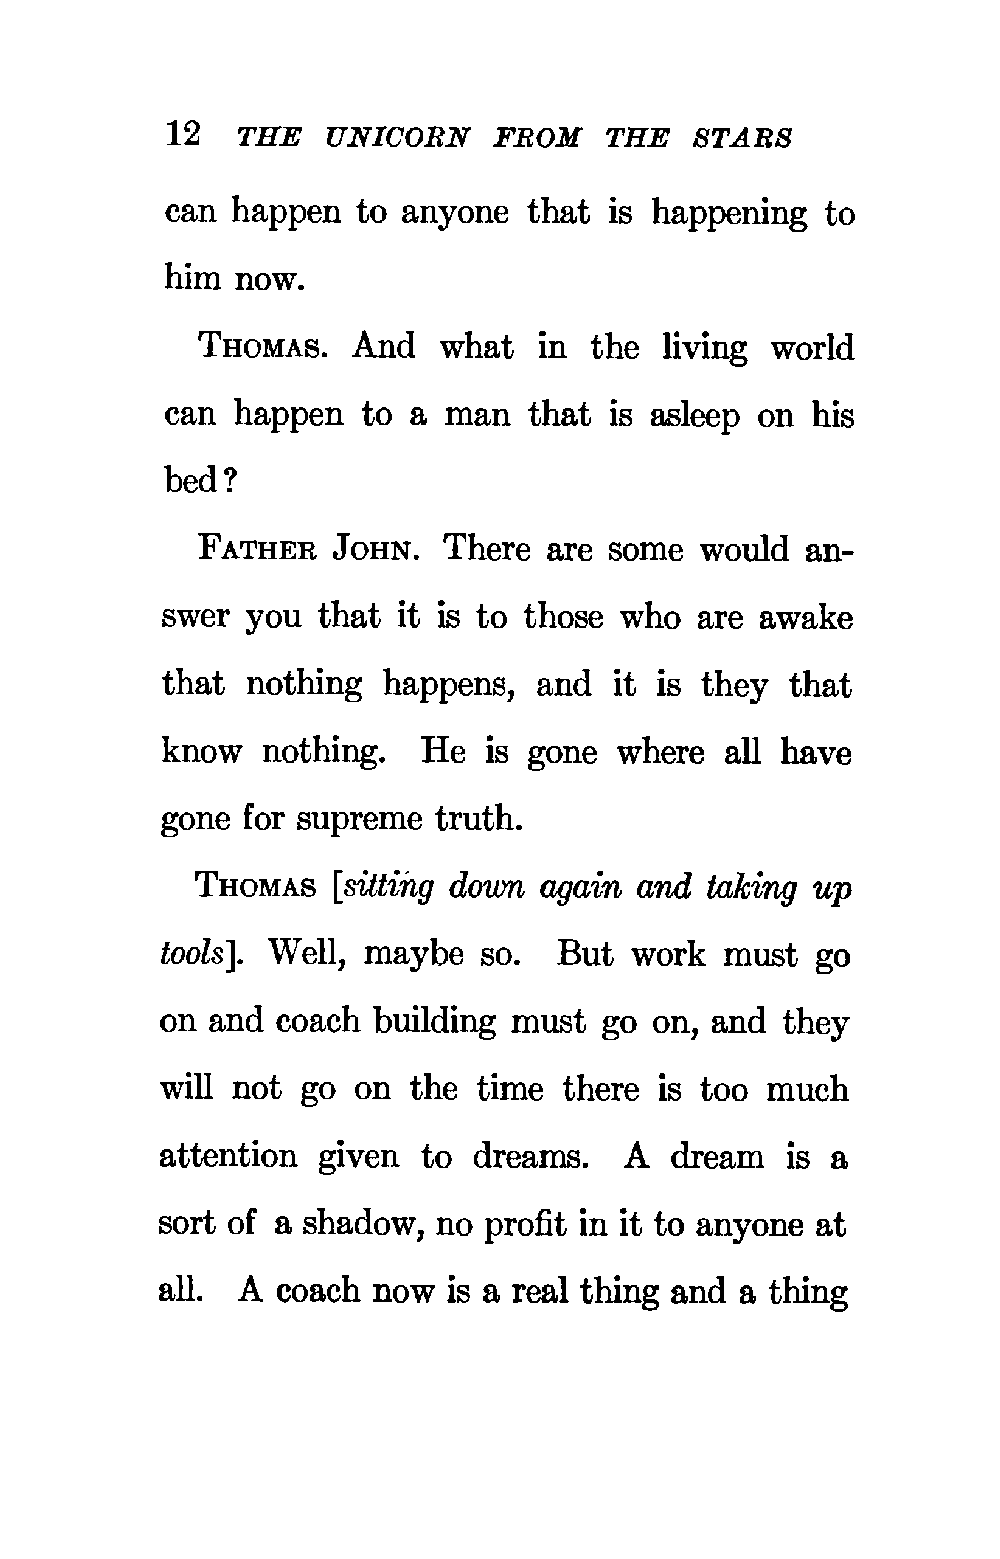 12 THE UNICORN FROM THE STARS
can happen to anyone that is happening to
him now.
THOMAS. And what in the living world
can happen to a man that is asleep on his
bed?
FATHER JOHN. There are some would an-
swer you that it is to those who are awake
that nothing happens, and it is they that
know nothing. He is gone where all have
gone for supreme truth.
THOMAS [sitting down again and taking up
tools]. Well, maybe so. But work must go
on and coach building must go on, and they
will not go on the time there is too much
attention given to dreams. A dream is a
sort of a shadow, no profit in it to anyone at
all. A coach now is a real thing and a thing